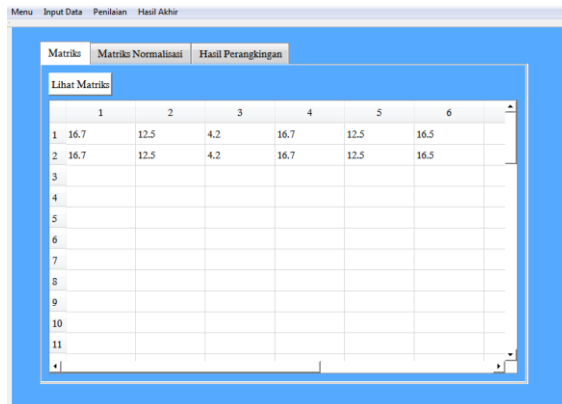 Menu Input Data Penilaian Hasil Akhir
Matriks Matriks Normalisasi Hasil Perangkingan
Lihat Matriks
1 2 3 4 5 6
1 16.7 12.5 4.2 16.7 12.5 16.5
2 16.7 12.5 4.2 16.7 12.5 16.5
3
4
5
6
7
8
9
10
11